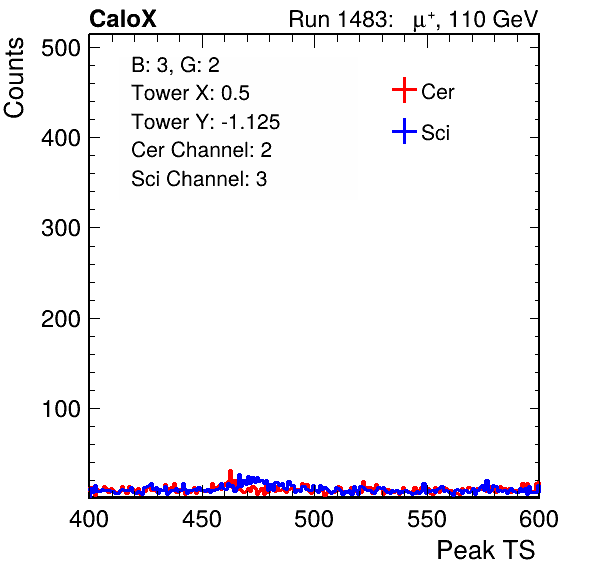 CaloX Run 1483: μ⁺, 110 GeV
B: 3, G: 2
Tower X: 0.5
Tower Y: -1.125
Cer Channel: 2
Sci Channel: 3
Cer
Sci
Counts
500
400
300
200
100
400 450 500 550 600
Peak TS